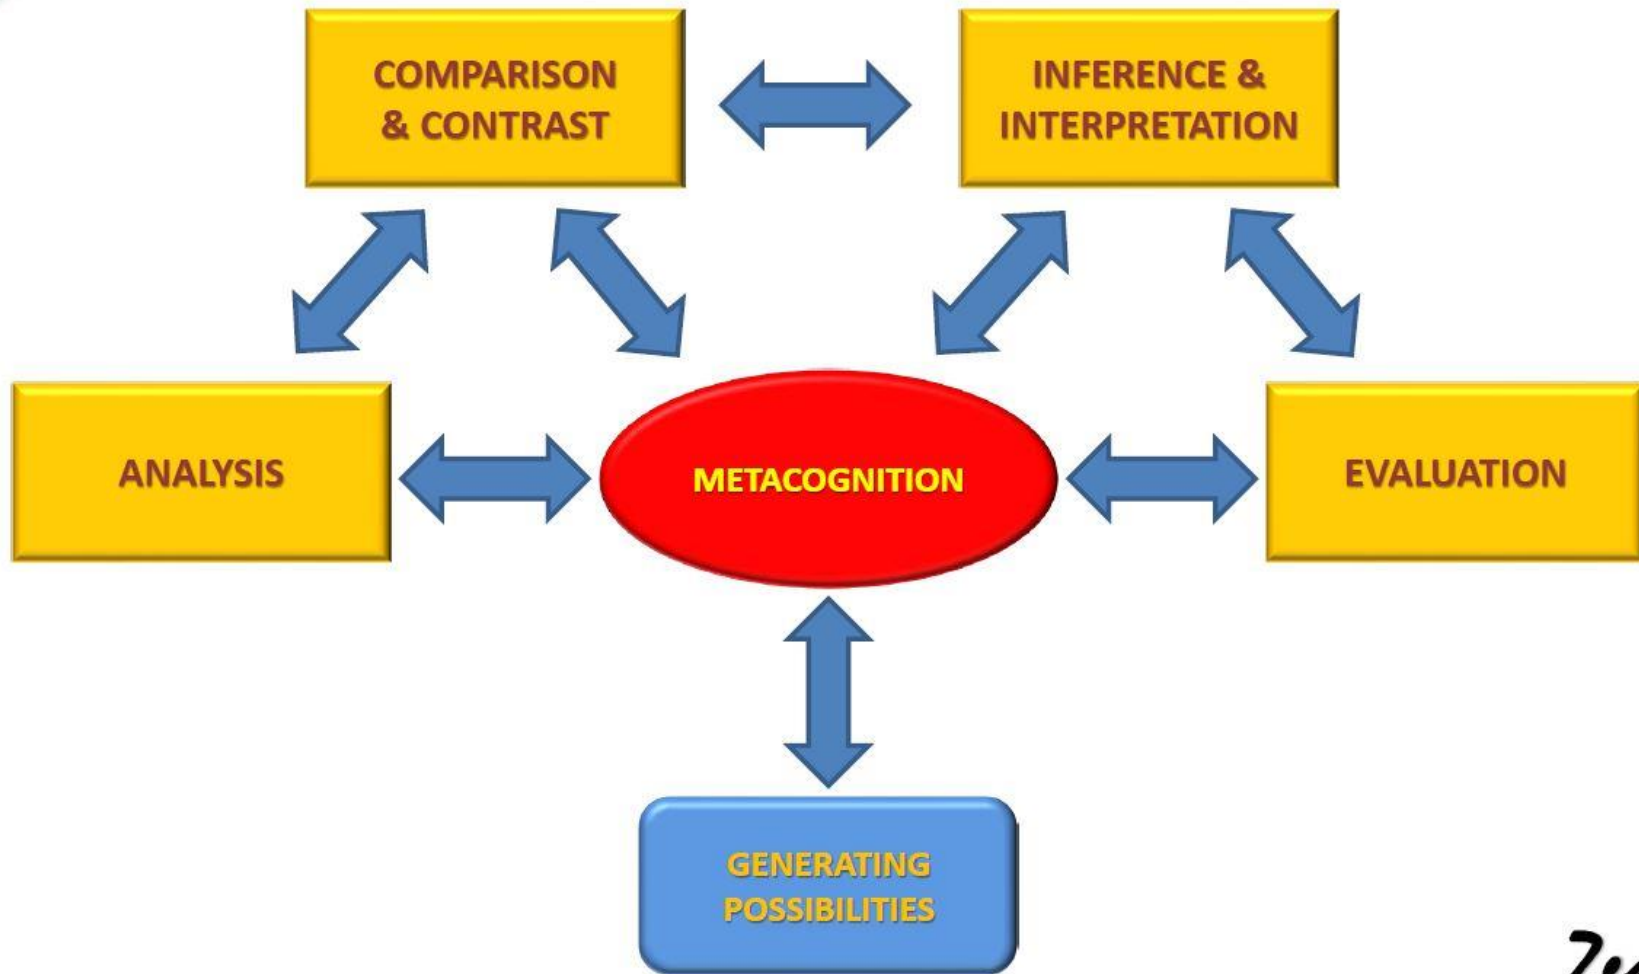 COMPARISON
& CONTRAST
INFERENCE &
INTERPRETATION
ANALYSIS
METACOGNITION
EVALUATION
GENERATING
POSSIBILITIES